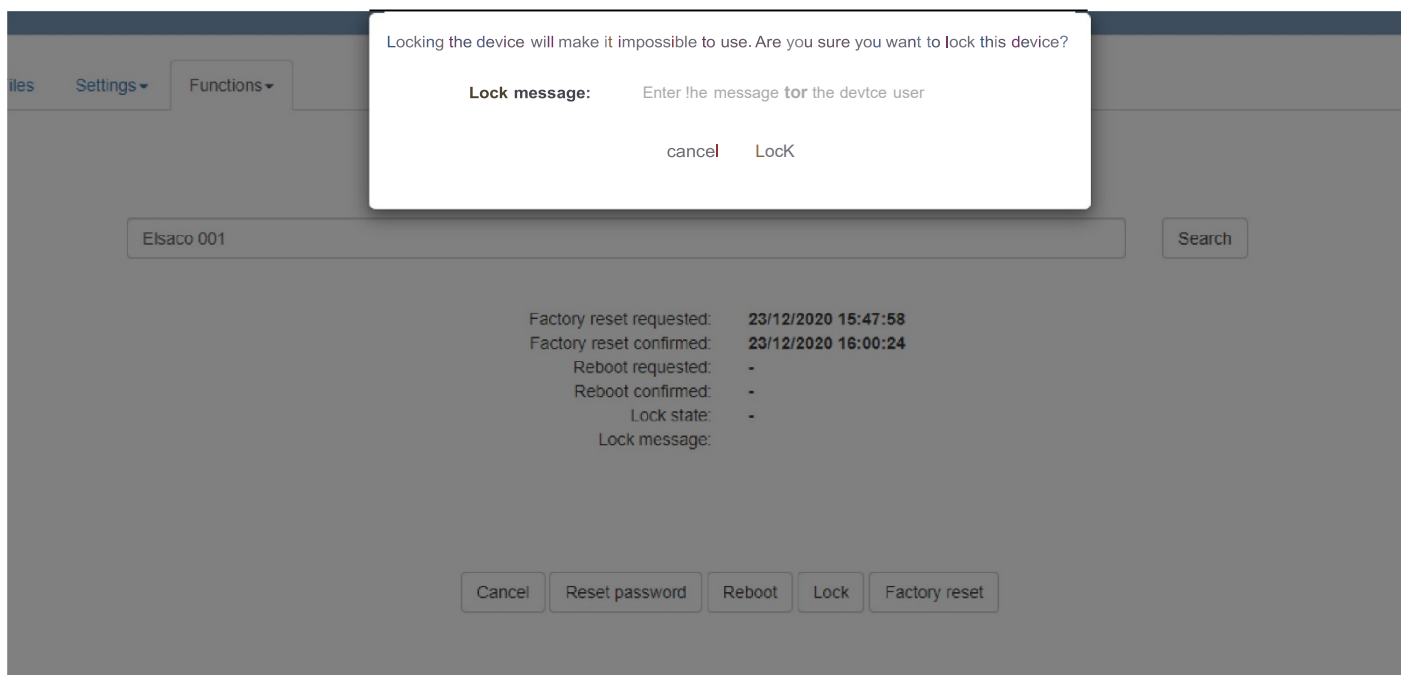 Locking the device will make it impossible to use. Are you sure you want to lock this device?
iles Settings Functions
Lock message: Enter !he message tor the devtce user
cancel LocK
Elsaco 001 Search
Factory reset requested: 23/12/2020 15:47:58
Factory reset confirmed: 23/12/2020 16:00:24
Reboot requested: -
Reboot confirmed: -
Lock state: -
Lock message:
Cancel Reset password Reboot Lock Factory reset